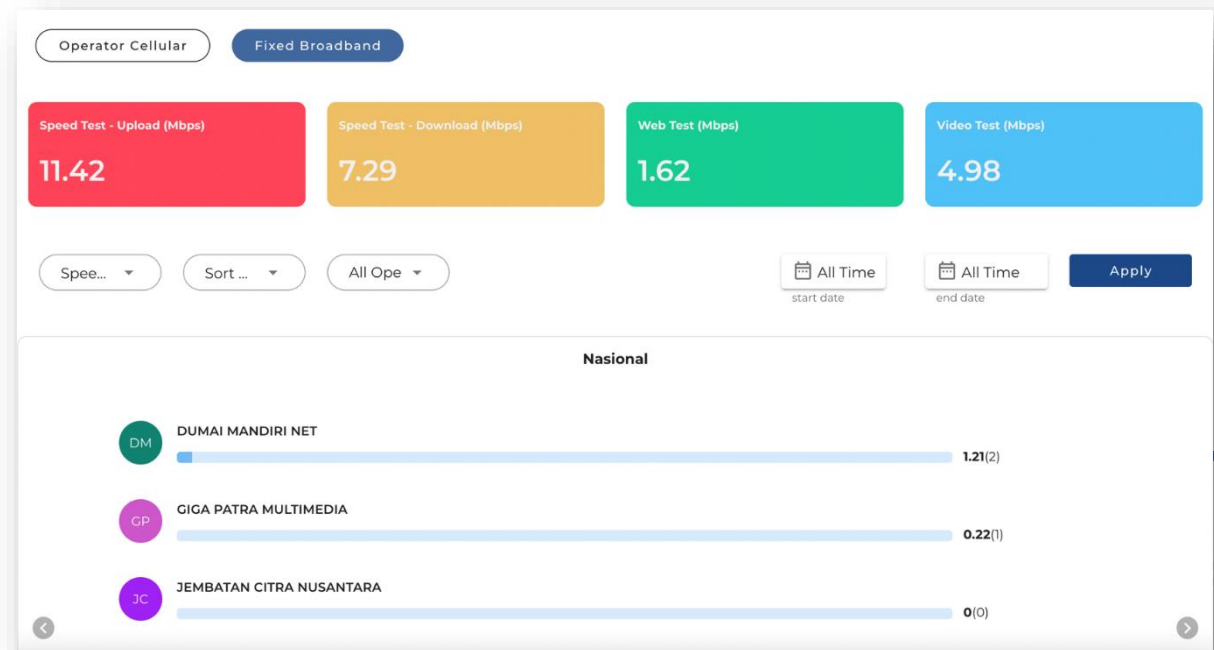 Operator Cellular
Fixed Broadband
Speed Test - Upload (Mbps)
11.42
Speed Test - Download (Mbps)
7.29
Web Test (Mbps)
1.62
Video Test (Mbps)
4.98
Spee...
Sort ...
All Ope
All Time
start date
All Time
end date
Apply
Nasional
DM
DUMAI MANDIRI NET
1.21(2)
GP
GIGA PATRA MULTIMEDIA
0.22(1)
JC
JEMBATAN CITRA NUSANTARA
0(0)